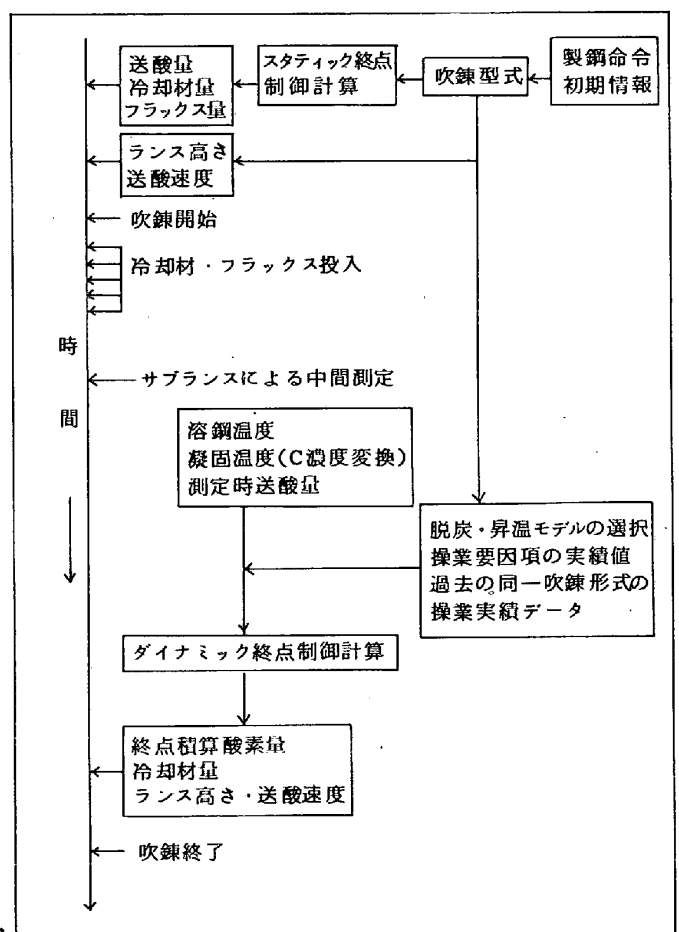 送酸量
冷却材量
フラックス量
スタティック終点
制御計算
吹錬型式
製鋼命令
初期情報
ランス高さ
送酸速度
吹錬開始
冷却材・フラックス投入
時
間
サブランスによる中間測定
溶鋼温度
凝固温度(C濃度変換)
測定時送酸量
脱炭・昇温モデルの選択
操業要因項の実績値
過去の同一吹錬形式の
操業実績データ
ダイナミック終点制御計算
終点積算酸素量
冷却材量
ランス高さ・送酸速度
吹錬終了